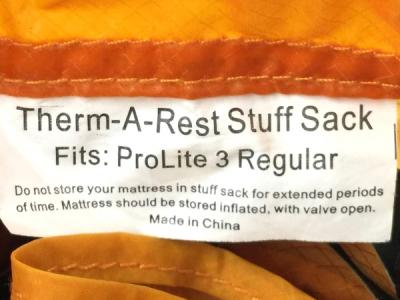 Therm-A-Rest Stuff Sack
Fits: ProLite 3 Regular
Do not store your mattress in stuff sack for extended periods
of time. Mattress should be stored inflated, with valve open.
Made in China